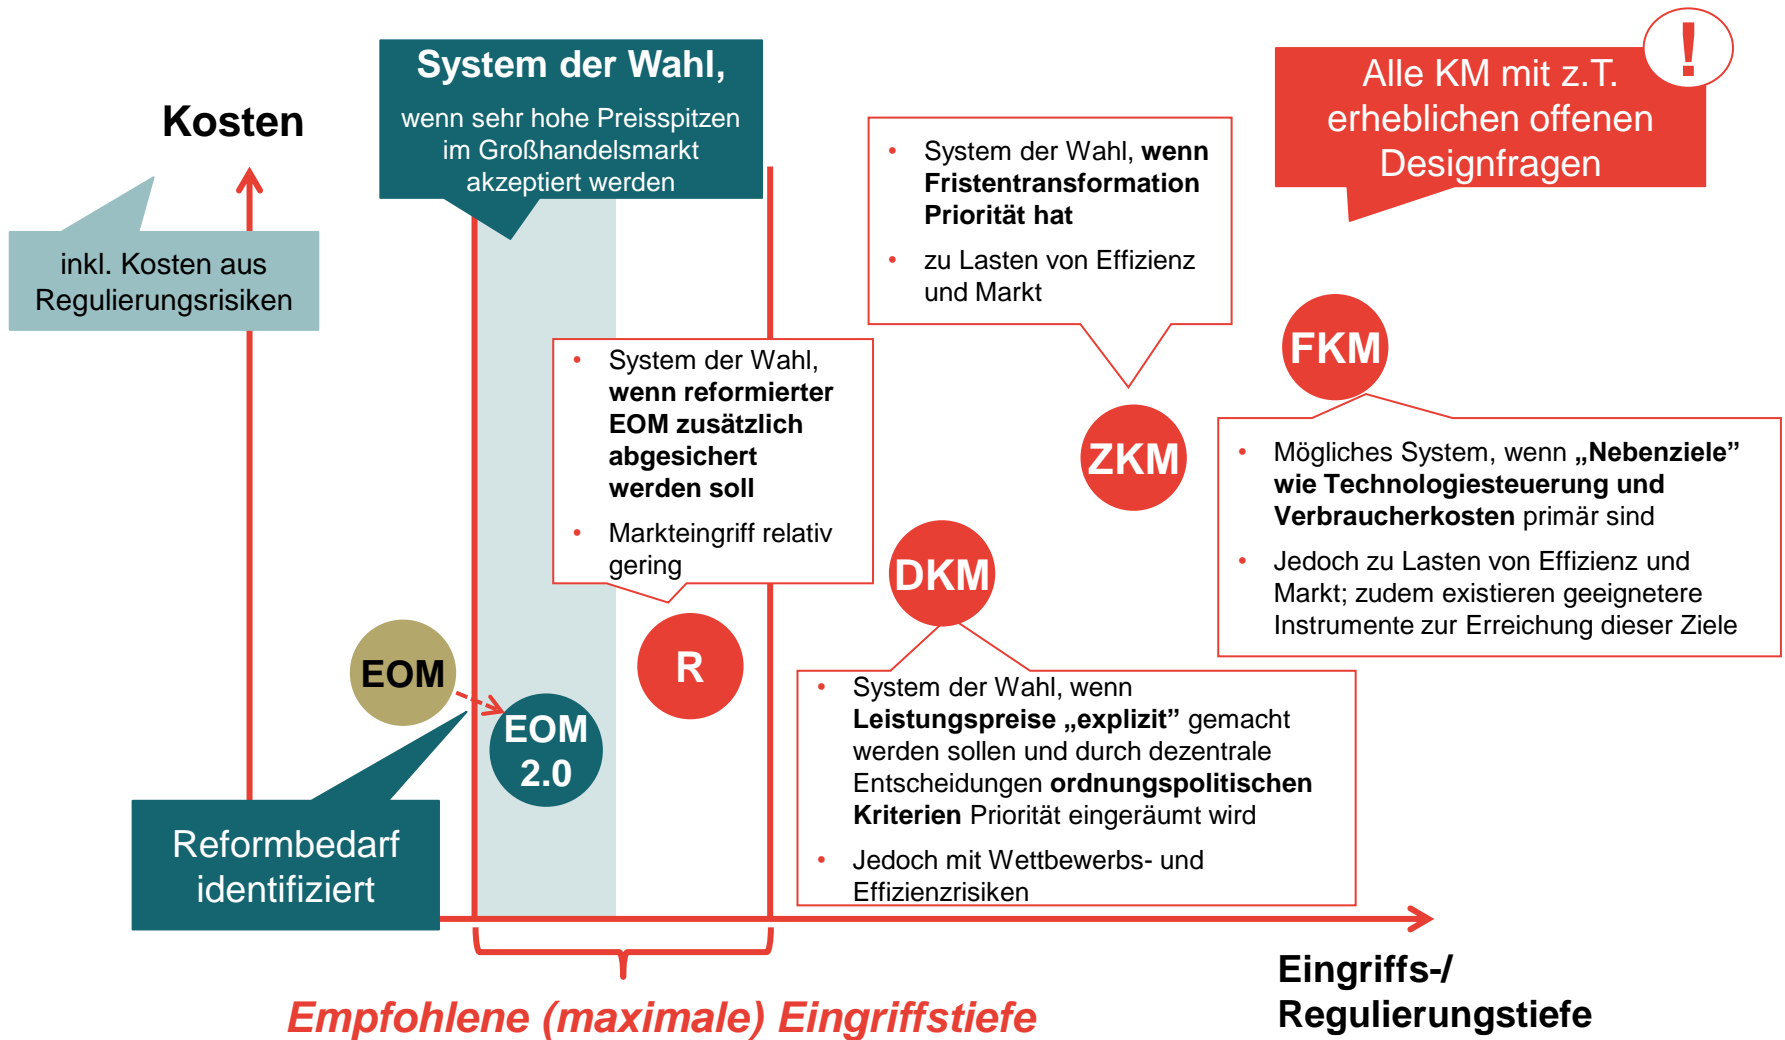 System der Wahl,
wenn sehr hohe Preisspitzen
im Großhandelsmarkt
akzeptiert werden
!
Alle KM mit z.T.
erheblichen offenen
Designfragen
Kosten
inkl. Kosten aus
Regulierungsrisiken
• System der Wahl, wenn
Fristentransformation
Priorität hat
• zu Lasten von Effizienz
und Markt
• System der Wahl,
wenn reformierter
EOM zusätzlich
abgesichert
werden soll
• Markteingriff relativ
gering
FKM
ZKM
• Mögliches System, wenn „Nebenziele”
wie Technologiesteuerung und
Verbraucherkosten primär sind
• Jedoch zu Lasten von Effizienz und
Markt; zudem existieren geeignetere
Instrumente zur Erreichung dieser Ziele
DKM
EOM
R
EOM
2.0
• System der Wahl, wenn
Leistungspreise „explizit” gemacht
werden sollen und durch dezentrale
Entscheidungen ordnungspolitischen
Kriterien Priorität eingeräumt wird
• Jedoch mit Wettbewerbs- und
Effizienzrisiken
Reformbedarf
identifiziert
Eingriffs-/
Regulierungstiefe
Empfohlene (maximale) Eingriffstiefe